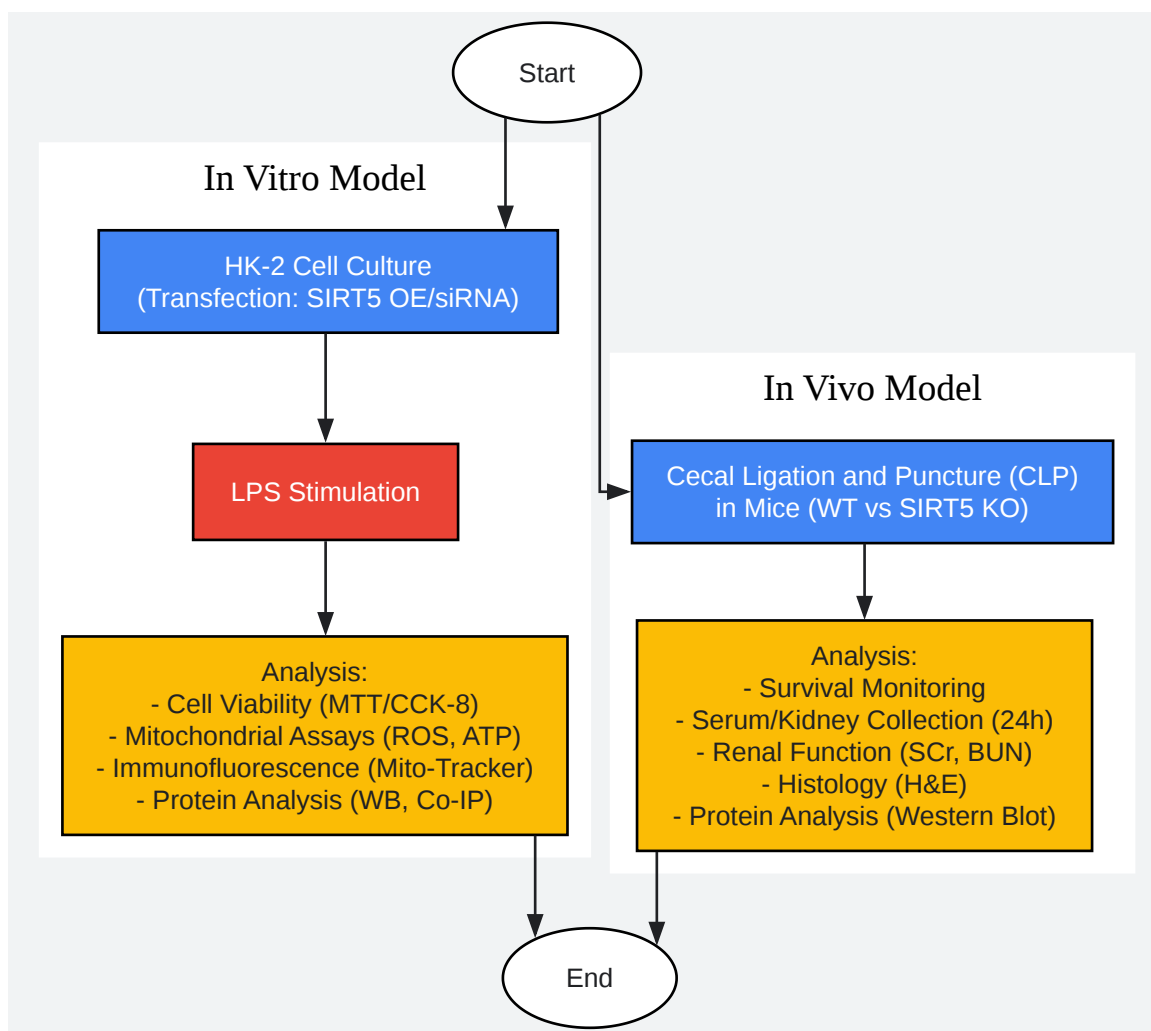 Start
In Vitro Model
HK-2 Cell Culture
(Transfection: SIRT5 OE/siRNA)
LPS Stimulation
Analysis:
- Cell Viability (MTT/CCK-8)
- Mitochondrial Assays (ROS, ATP)
- Immunofluorescence (Mito-Tracker)
- Protein Analysis (WB, Co-IP)
In Vivo Model
Cecal Ligation and Puncture (CLP)
in Mice (WT vs SIRT5 KO)
Analysis:
- Survival Monitoring
- Serum/Kidney Collection (24h)
- Renal Function (SCr, BUN)
- Histology (H&E)
- Protein Analysis (Western Blot)
End